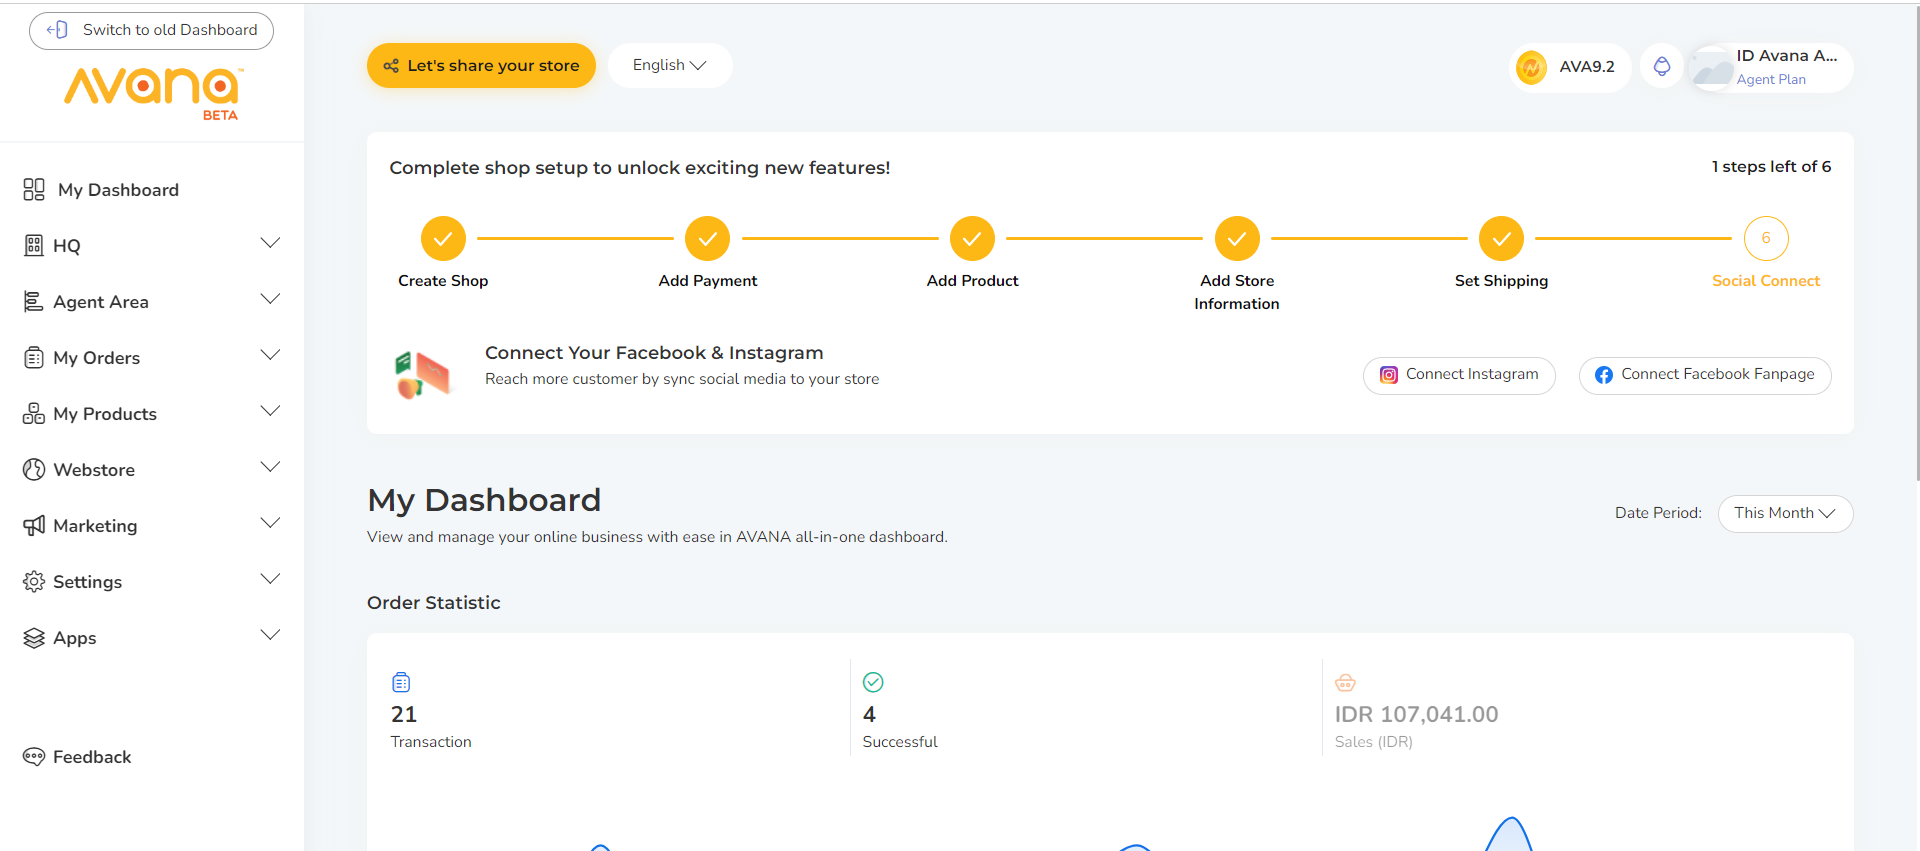 Switch to old Dashboard
Avana™
BETA
My Dashboard
HQ
Agent Area
My Orders
My Products
Webstore
Marketing
Settings
Apps
Feedback
Let's share your store
English
AVA9.2
ID Avana A...
Agent Plan
Complete shop setup to unlock exciting new features!
1 steps left of 6
6
Create Shop
Add Payment
Add Product
Add Store
Information
Set Shipping
Social Connect
Connect Your Facebook & Instagram
Reach more customer by sync social media to your store
Connect Instagram
Connect Facebook Fanpage
My Dashboard
View and manage your online business with ease in AVANA all-in-one dashboard.
Date Period:
This Month
Order Statistic
21
Transaction
4
Successful
IDR 107,041.00
Sales (IDR)